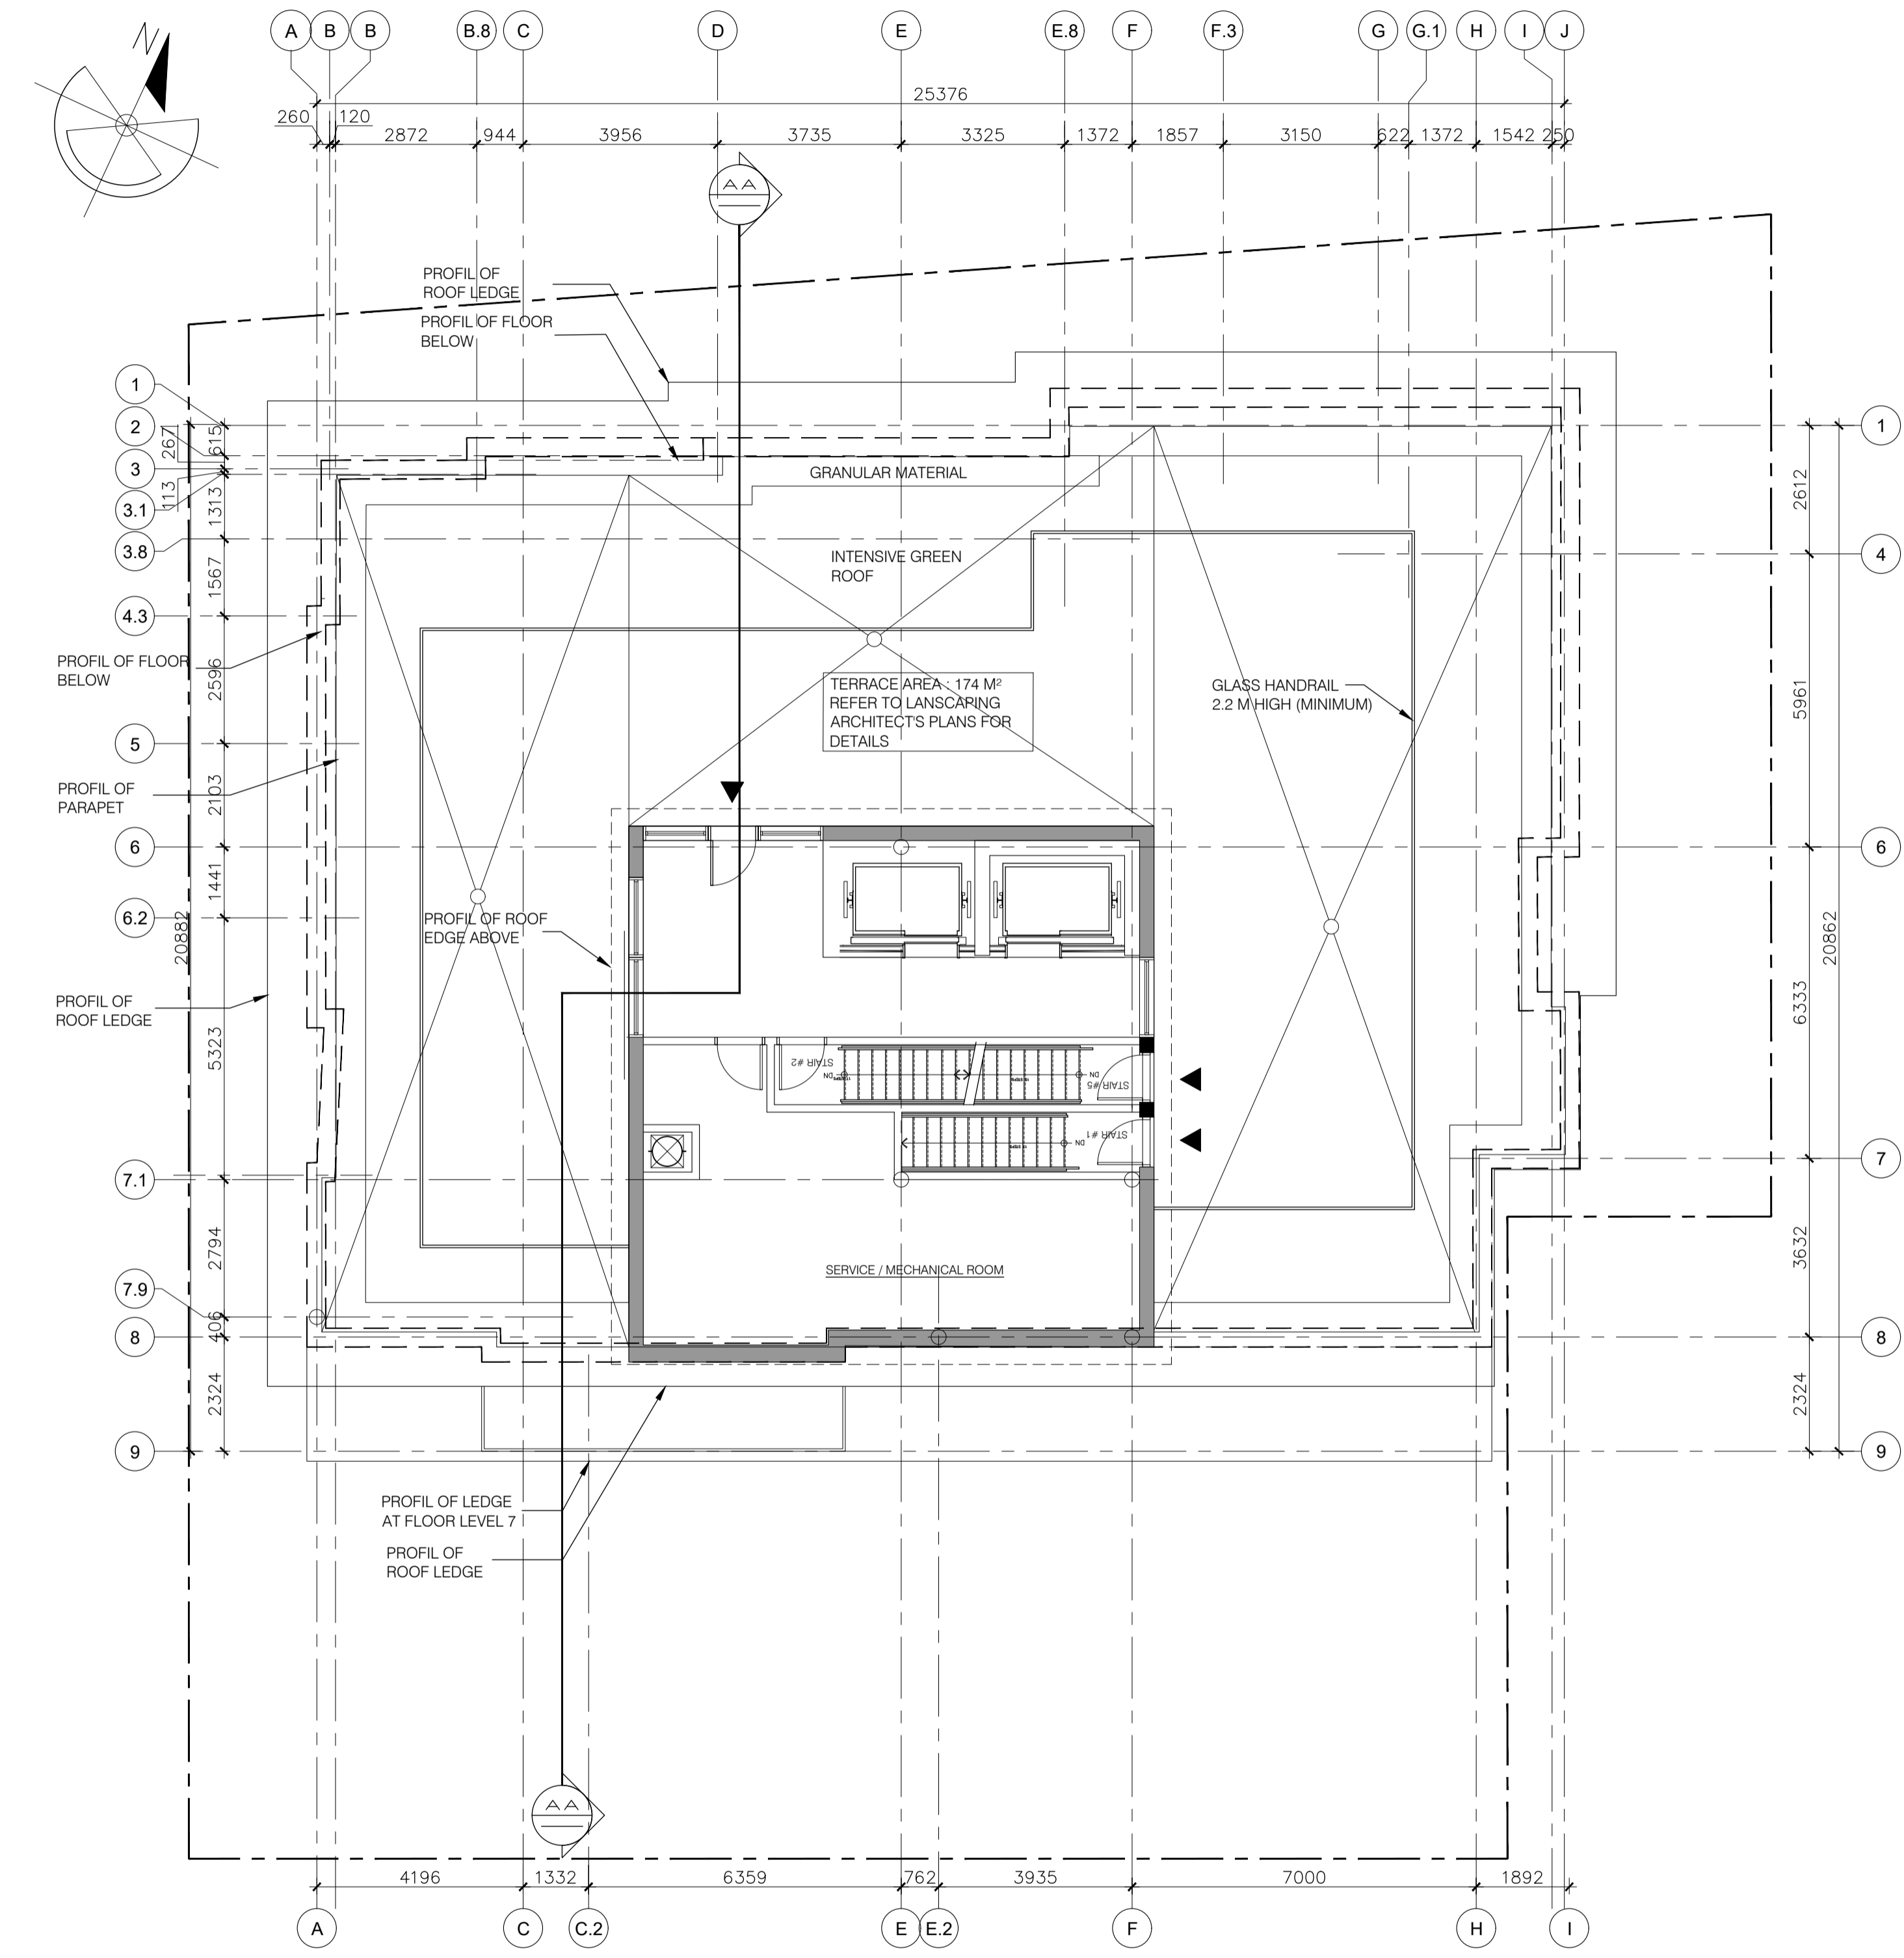 N
A
B
B
B.8
C
D
E
E.8
F
F.3
G
G.1
H
I
J
25376
260
120
2872
944
3956
3735
3325
1372
1857
3150
622
1372
1542
250
A A
PROFIL OF
ROOF LEDGE
PROFIL OF FLOOR
BELOW
1
2
3
3.1
3.8
4.3
5
6
6.2
7.1
7.9
8
9
267
615
113
1313
1567
2596
2103
1441
20882
5323
2794
406
2324
GRANULAR MATERIAL
INTENSIVE GREEN
ROOF
PROFIL OF FLOOR
BELOW
TERRACE AREA : 174 M²
REFER TO LANSCAPING
ARCHITECT'S PLANS FOR
DETAILS
GLASS HANDRAIL
2.2 M HIGH (MINIMUM)
PROFIL OF
PARAPET
PROFIL OF ROOF
EDGE ABOVE
PROFIL OF
ROOF LEDGE
STAIR #2
DN
DN
STAIR #5
DN
STAIR #1
SERVICE / MECHANICAL ROOM
1
4
6
7
8
9
2612
5961
20862
6333
3632
2324
PROFIL OF LEDGE
AT FLOOR LEVEL 7
PROFIL OF
ROOF LEDGE
A A
4196
1332
6359
762
3935
7000
1892
A
C
C.2
E
E.2
F
H
I